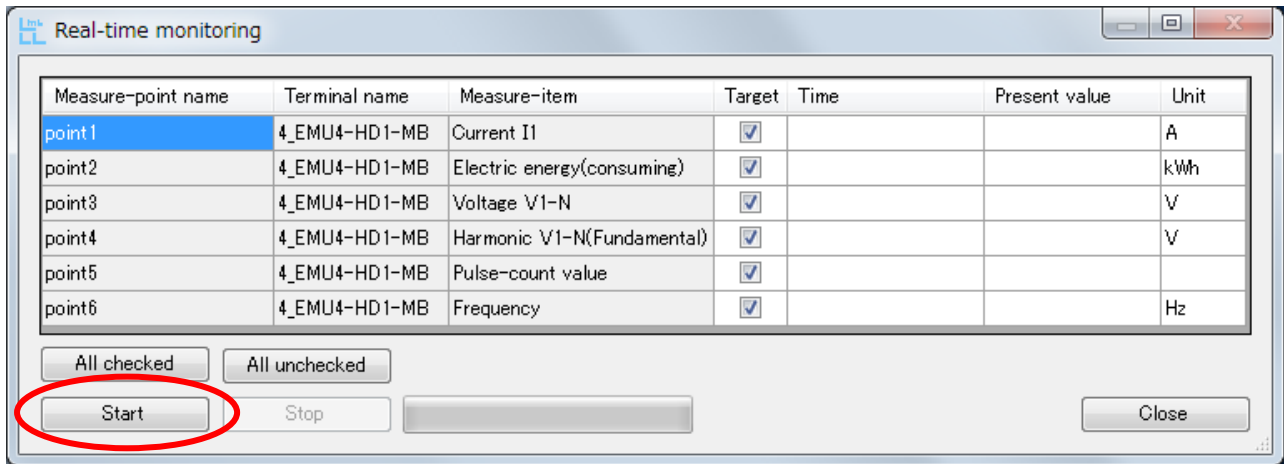 Link
LL
Real-time monitoring
Measure-point name Terminal name Measure-item Target Time Present value Unit
point1 4_EMU4-HD1-MB Current I1 A
point2 4_EMU4-HD1-MB Electric energy(consuming) kWh
point3 4_EMU4-HD1-MB Voltage V1-N V
point4 4_EMU4-HD1-MB Harmonic V1-N(Fundamental) V
point5 4_EMU4-HD1-MB Pulse-count value
point6 4_EMU4-HD1-MB Frequency Hz
All checked All unchecked
Start Stop Close